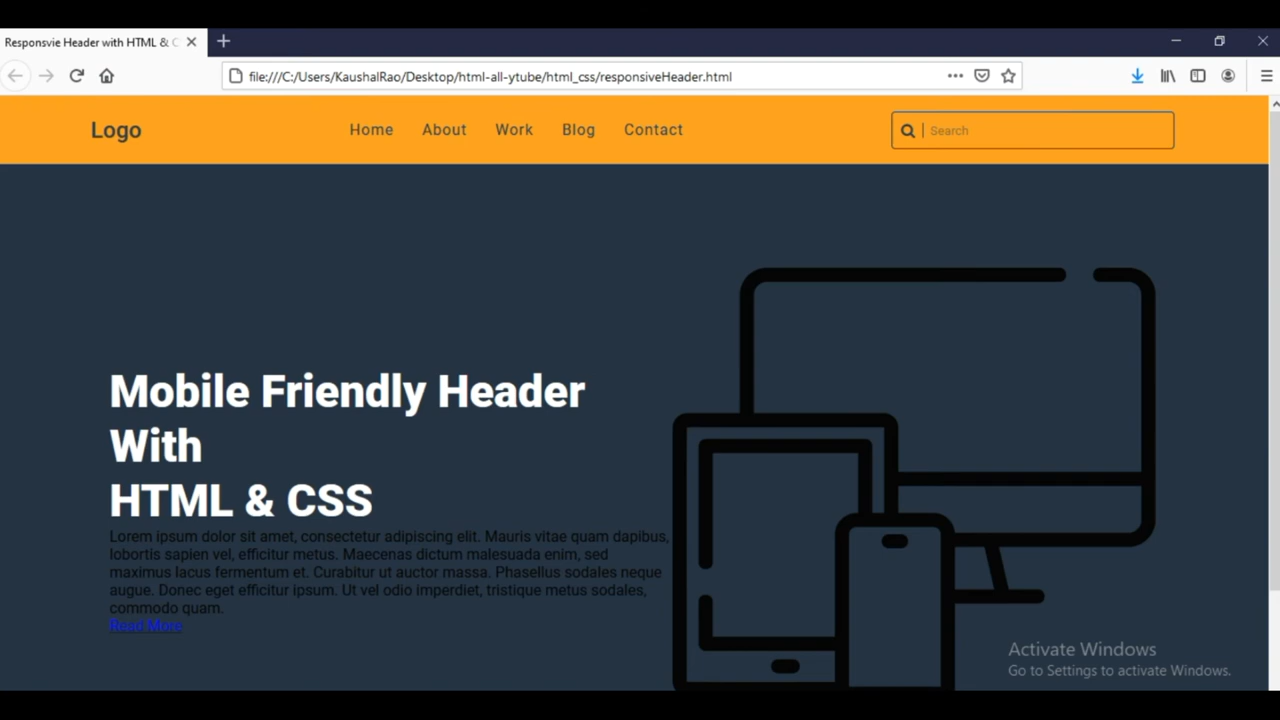 Responsvie Header with HTML & C
file:///C:/Users/KaushalRao/Desktop/html-all-ytube/html_css/responsiveHeader.html
Logo
Home About Work Blog Contact
Search
Mobile Friendly Header
With
HTML & CSS
Lorem ipsum dolor sit amet, consectetur adipiscing elit. Mauris vitae quam dapibus,
lobortis sapien vel, efficitur metus. Maecenas dictum malesuada enim, sed
maximus lacus fermentum et. Curabitur ut auctor massa. Phasellus sodales neque
augue. Donec eget efficitur ipsum. Ut vel odio imperdiet, tristique metus sodales,
commodo quam.
Read More
Activate Windows
Go to Settings to activate Windows.